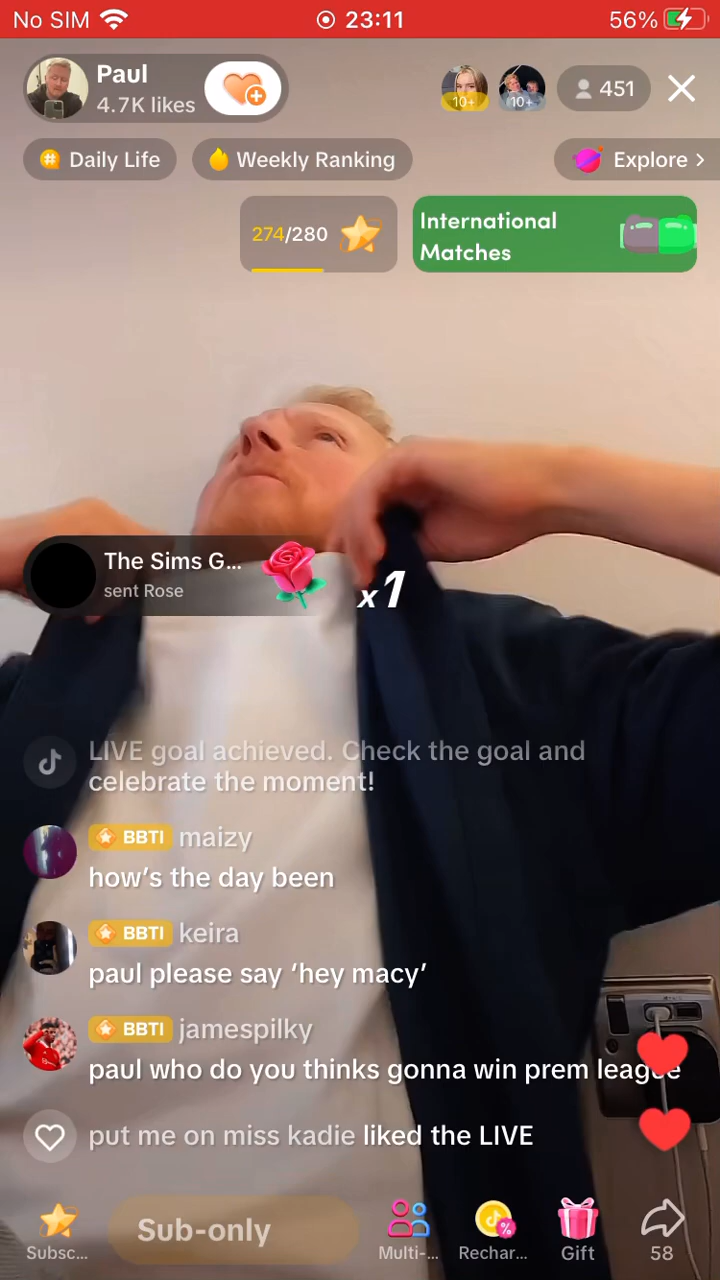 No SIM
23:11
56%
Paul
4.7K likes
10+
10+
451
Daily Life
Weekly Ranking
Explore >
274/280
International
Matches
The Sims G...
sent Rose
x1
LIVE goal achieved. Check the goal and
celebrate the moment!
BBTI maizy
how's the day been
BBTI keira
paul please say 'hey macy'
BBTI jamespilky
paul who do you thinks gonna win prem league
put me on miss kadie liked the LIVE
Subsc...
Sub-only
Multi-...
Rechar...
Gift
58